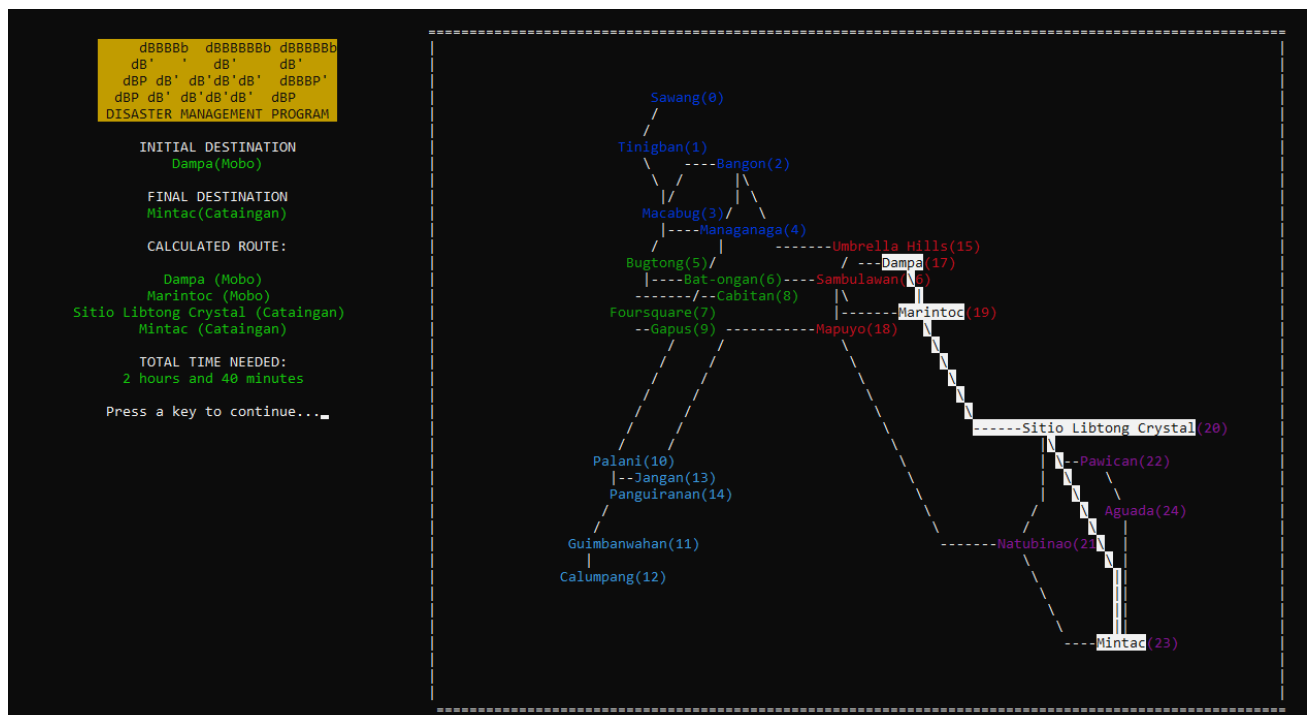 dBBBBb dBBBBBBb dBBBBBb
dB' ' dB' dB'
dBP dB' dB'dB'dB' dBBBP'
dBP dB' dB'dB'dB' dBP
DISASTER MANAGEMENT PROGRAM
INITIAL DESTINATION
Dampa(Mobo)
FINAL DESTINATION
Mintac(Cataingan)
CALCULATED ROUTE:
Dampa (Mobo)
Marintoc (Mobo)
Sitio Libtong Crystal (Cataingan)
Mintac (Cataingan)
TOTAL TIME NEEDED:
2 hours and 40 minutes
Press a key to continue...
Sawang(0)
Tinigban(1)
Bangon(2)
Macabug(3)
Managanaga(4)
Umbrella Hills(15)
Bugtong(5)
Dampa(17)
Bat-ongan(6)
Sambulawan(6)
Cabitan(8)
Foursquare(7)
Marintoc(19)
Gapus(9)
Mapuyo(18)
Sitio Libtong Crystal(20)
Palani(10)
Pawican(22)
Jangan(13)
Panguiranan(14)
Aguada(24)
Guimbanwahan(11)
Natubinao(21
Calumpang(12)
Mintac(23)